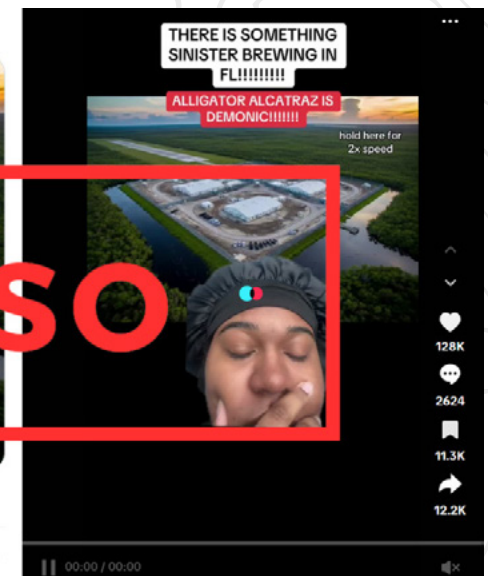 THERE IS SOMETHING
SINISTER BREWING IN
FL!!!!!!!!!
ALLIGATOR ALCATRAZ IS
DEMONIC!!!!!!!
hold here for
2x speed
SO
128K
2624
11.3K
12.2K
00:00 / 00:00